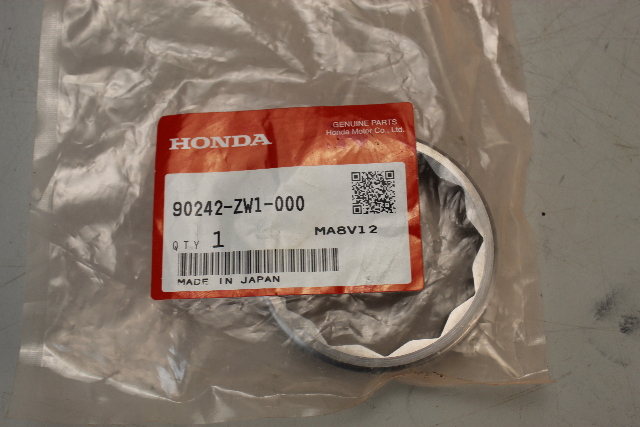 HONDA
GENUINE PARTS
Honda Motor Co., Ltd.
90242-ZW1-000
QTY 1
MA8V12
MADE IN JAPAN